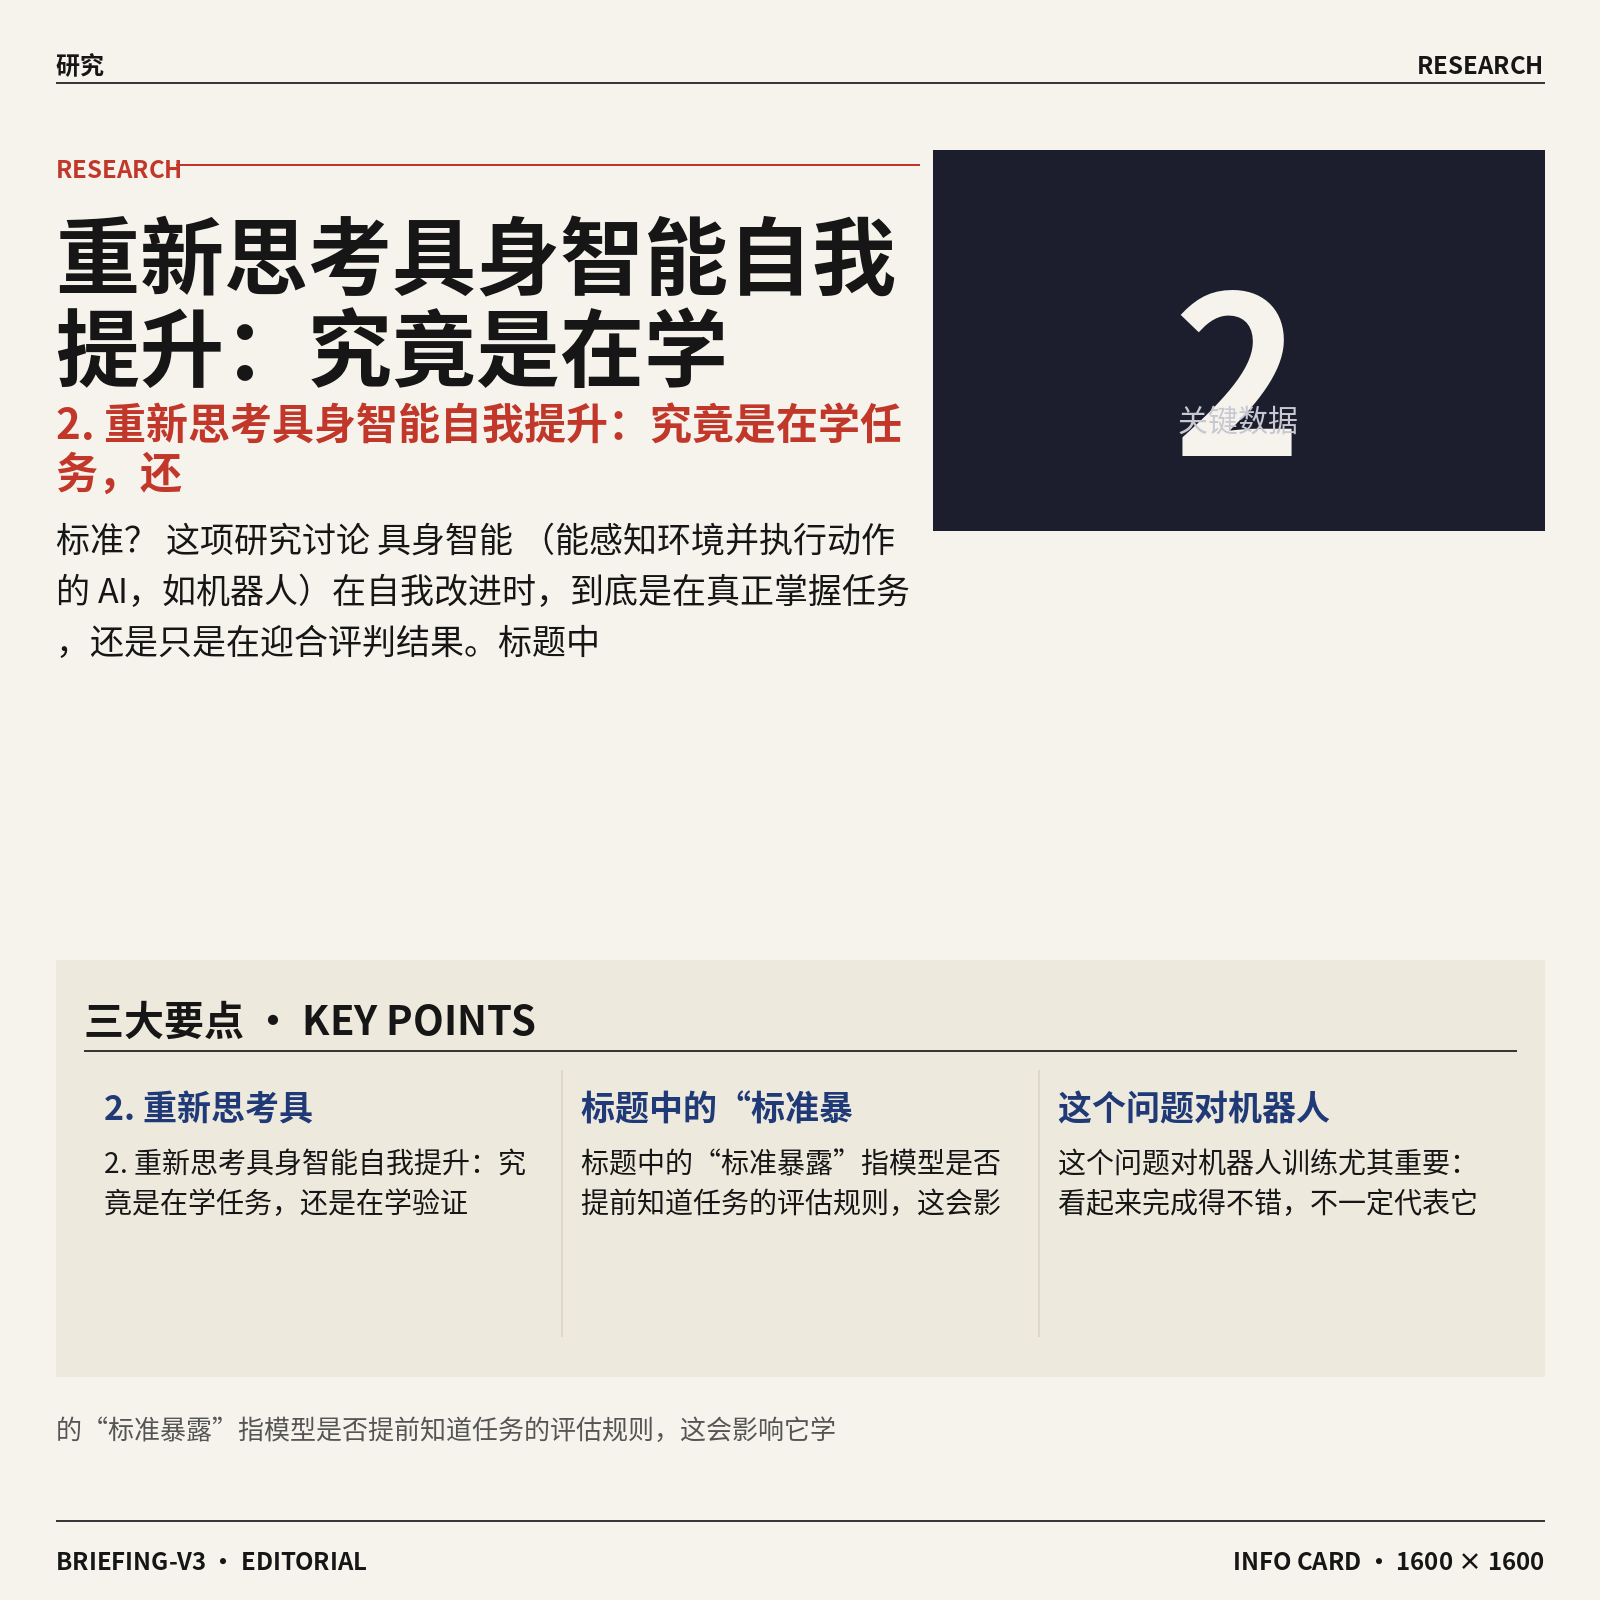 研究
RESEARCH
RESEARCH
重新思考具身智能自我
提升：究竟是在学
2. 重新思考具身智能自我提升：究竟是在学任
务，还
标准？ 这项研究讨论 具身智能 （能感知环境并执行动作
的 AI，如机器人）在自我改进时，到底是在真正掌握任务
，还是只是在迎合评判结果。标题中
2
关键数据
三大要点 · KEY POINTS
2. 重新思考具
2. 重新思考具身智能自我提升：究
竟是在学任务，还是在学验证
标题中的“标准暴
标题中的“标准暴露”指模型是否
提前知道任务的评估规则，这会影
这个问题对机器人
这个问题对机器人训练尤其重要：
看起来完成得不错，不一定代表它
的“标准暴露”指模型是否提前知道任务的评估规则，这会影响它学
BRIEFING-V3 · EDITORIAL
INFO CARD · 1600 × 1600